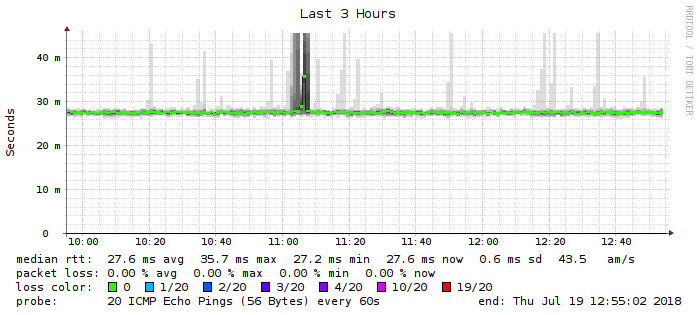 Last 3 Hours
RRDTOOL / TOBI OETIKER
Seconds
40 m
30 m
20 m
10 m
0
10:00 10:20 10:40 11:00 11:20 11:40 12:00 12:20 12:40
median rtt: 27.6 ms avg 35.7 ms max 27.2 ms min 27.6 ms now 0.6 ms sd 43.5 am/s
packet loss: 0.00 % avg 0.00 % max 0.00 % min 0.00 % now
loss color: 0 1/20 2/20 3/20 4/20 10/20 19/20
probe: 20 ICMP Echo Pings (56 Bytes) every 60s end: Thu Jul 19 12:55:02 2018